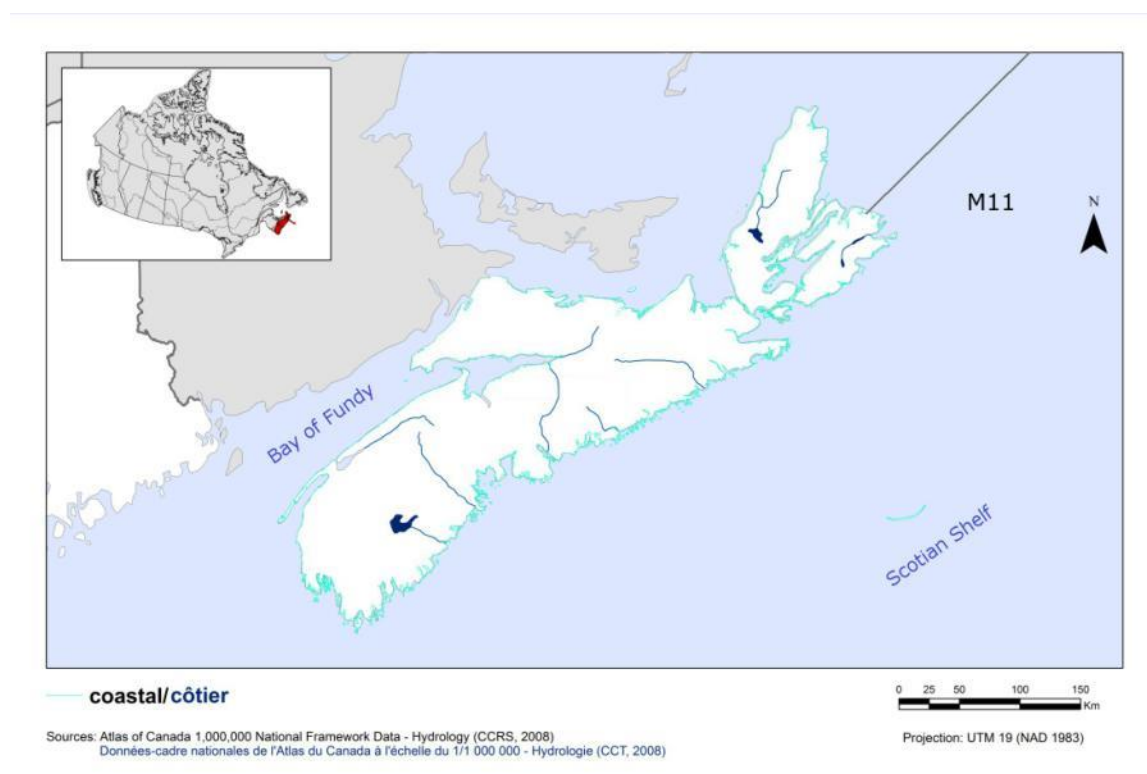 M11
N
Bay of Fundy
Scotian Shelf
coastal/côtier
0 25 50 100 150
Km
Sources: Atlas of Canada 1,000,000 National Framework Data - Hydrology (CCRS, 2008)
Données-cadre nationales de l'Atlas du Canada à l'échelle du 1/1 000 000 - Hydrologie (CCT, 2008)
Projection: UTM 19 (NAD 1983)